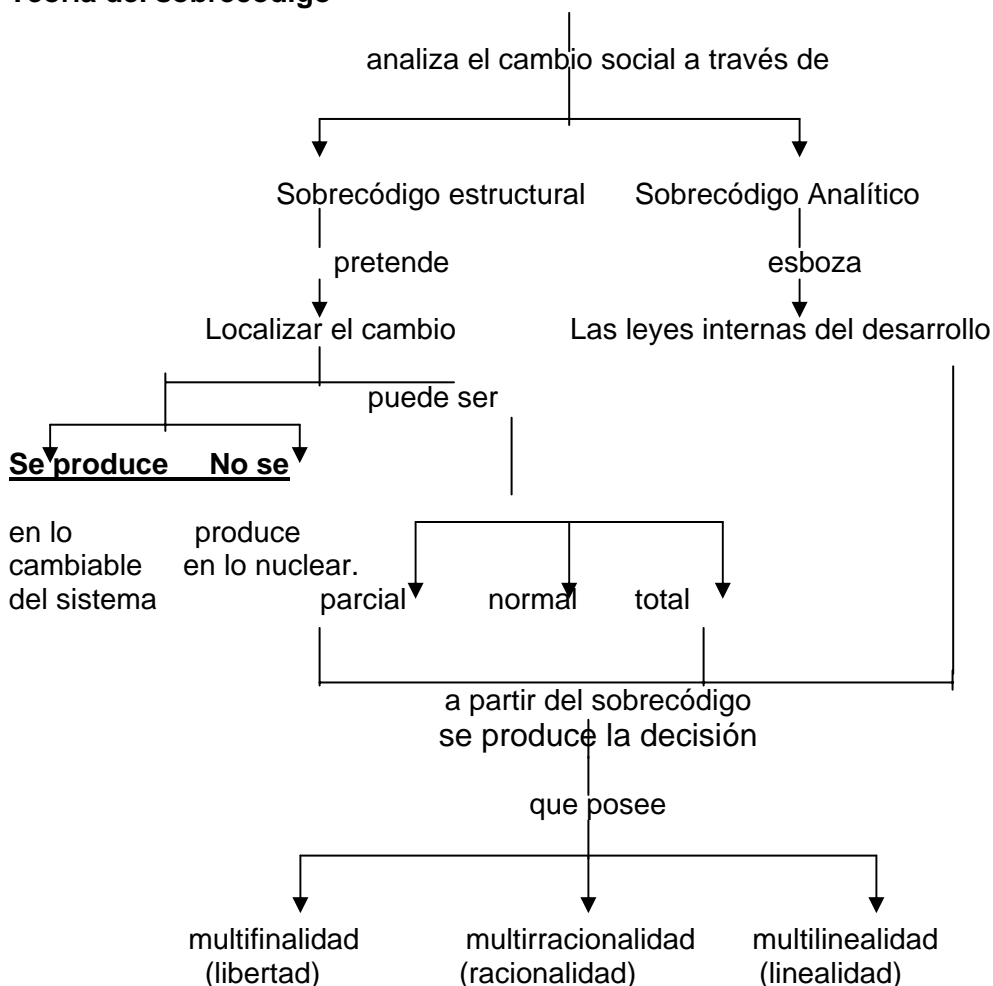 Teoría del sobrecódigo
analiza el cambio social a través de
Sobrecódigo estructural Sobrecódigo Analítico
pretende esboza
Localizar el cambio Las leyes internas del desarrollo
puede ser
Se produce No se
en lo produce
cambiable en lo nuclear.
del sistema
parcial normal total
a partir del sobrecódigo
se produce la decisión
que posee
multifinalidad multirracionalidad multilinealidad
(libertad) (racionalidad) (linealidad)